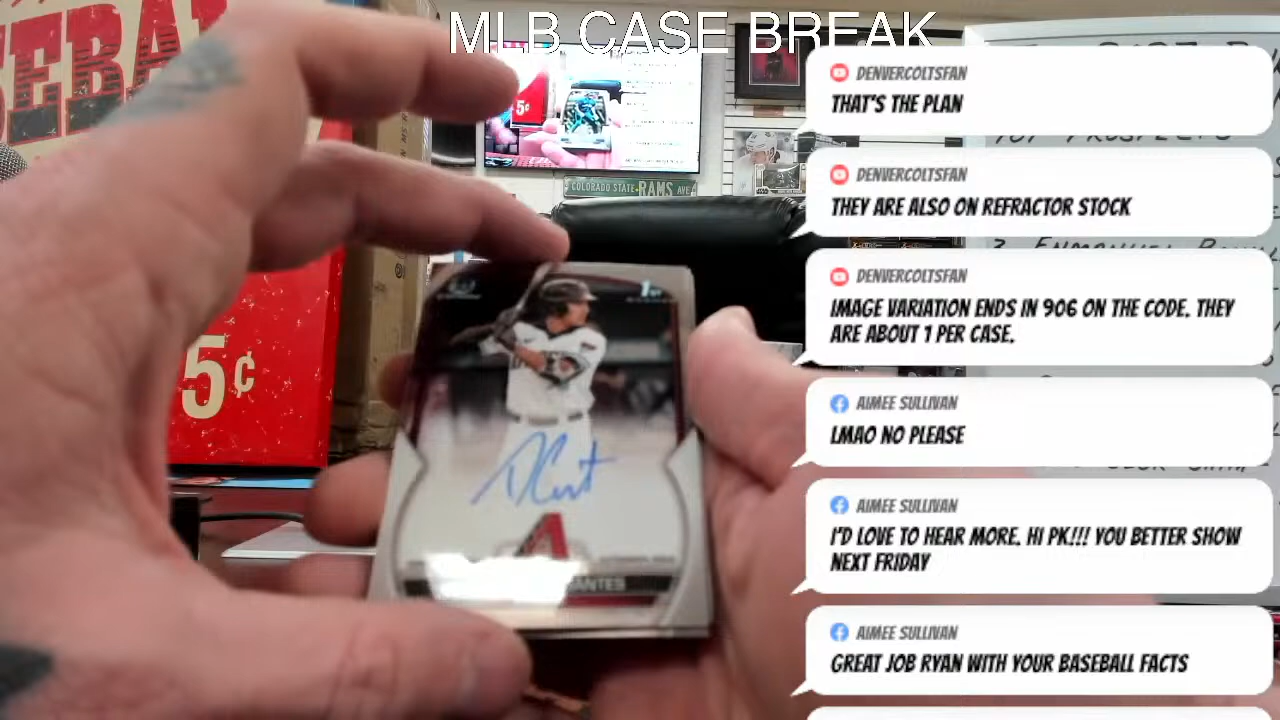 MLB CASE BREAK
DENVERCOLTSFAN
THAT'S THE PLAN
DENVERCOLTSFAN
THEY ARE ALSO ON REFRACTOR STOCK
DENVERCOLTSFAN
IMAGE VARIATION ENDS IN 906 ON THE CODE. THEY
ARE ABOUT 1 PER CASE.
AIMEE SULLIVAN
LMAO NO PLEASE
AIMEE SULLIVAN
I'D LOVE TO HEAR MORE. HI PK!!! YOU BETTER SHOW
NEXT FRIDAY
AIMEE SULLIVAN
GREAT JOB RYAN WITH YOUR BASEBALL FACTS
COLORADO STATE RAMS AVE
5¢
5¢
1st
A